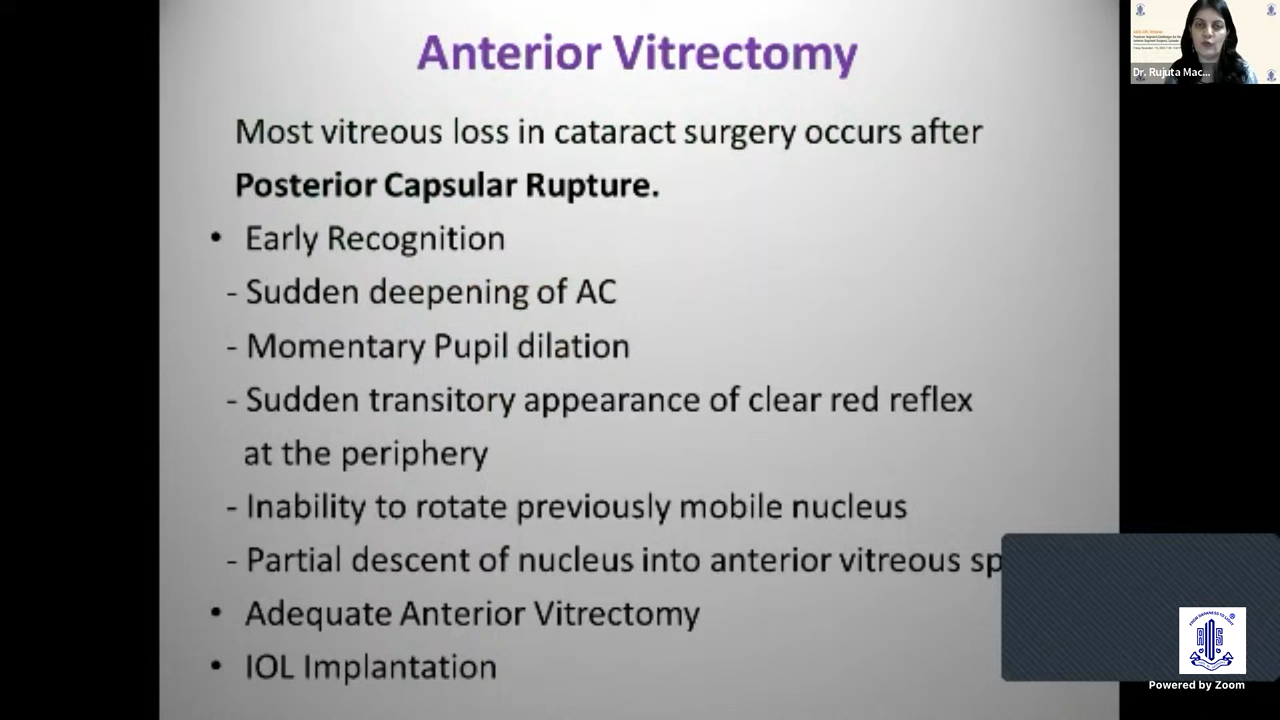 Anterior Vitrectomy
Most vitreous loss in cataract surgery occurs after
Posterior Capsular Rupture.
• Early Recognition
- Sudden deepening of AC
- Momentary Pupil dilation
- Sudden transitory appearance of clear red reflex
at the periphery
- Inability to rotate previously mobile nucleus
- Partial descent of nucleus into anterior vitreous sp
• Adequate Anterior Vitrectomy
• IOL Implantation
Dr. Rujuta Mac...
Powered by Zoom